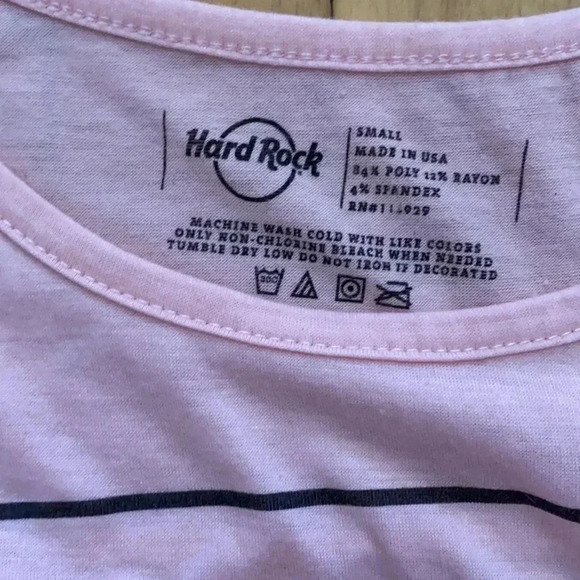 Hard Rock
SMALL
MADE IN USA
84% POLY 12% RAYON
4% SPANDEX
MACHINE WASH COLD WITH LIKE COLORS
ONLY NON-CHLORINE BLEACH WHEN NEEDED
TUMBLE DRY LOW DO NOT IRON IF DECORATED
30C